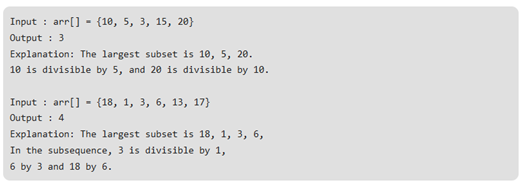 Input : arr[] = {10, 5, 3, 15, 20}
Output : 3
Explanation: The largest subset is 10, 5, 20.
10 is divisible by 5, and 20 is divisible by 10.
Input : arr[] = {18, 1, 3, 6, 13, 17}
Output : 4
Explanation: The largest subset is 18, 1, 3, 6,
In the subsequence, 3 is divisible by 1,
6 by 3 and 18 by 6.